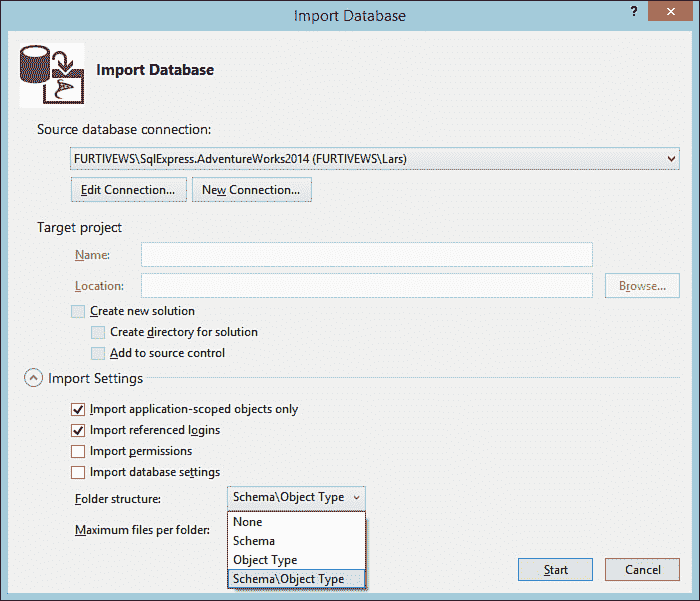 Import Database
?
Import Database
Source database connection:
FURTIVEWS\SqlExpress.AdventureWorks2014 (FURTIVEWS\Lars)
Edit Connection... New Connection...
Target project
Name:
Location: Browse...
Create new solution
Create directory for solution
Add to source control
Import Settings
Import application-scoped objects only
Import referenced logins
Import permissions
Import database settings
Folder structure: Schema\Object Type
None
Schema
Maximum files per folder:
Object Type
Schema\Object Type
Start Cancel